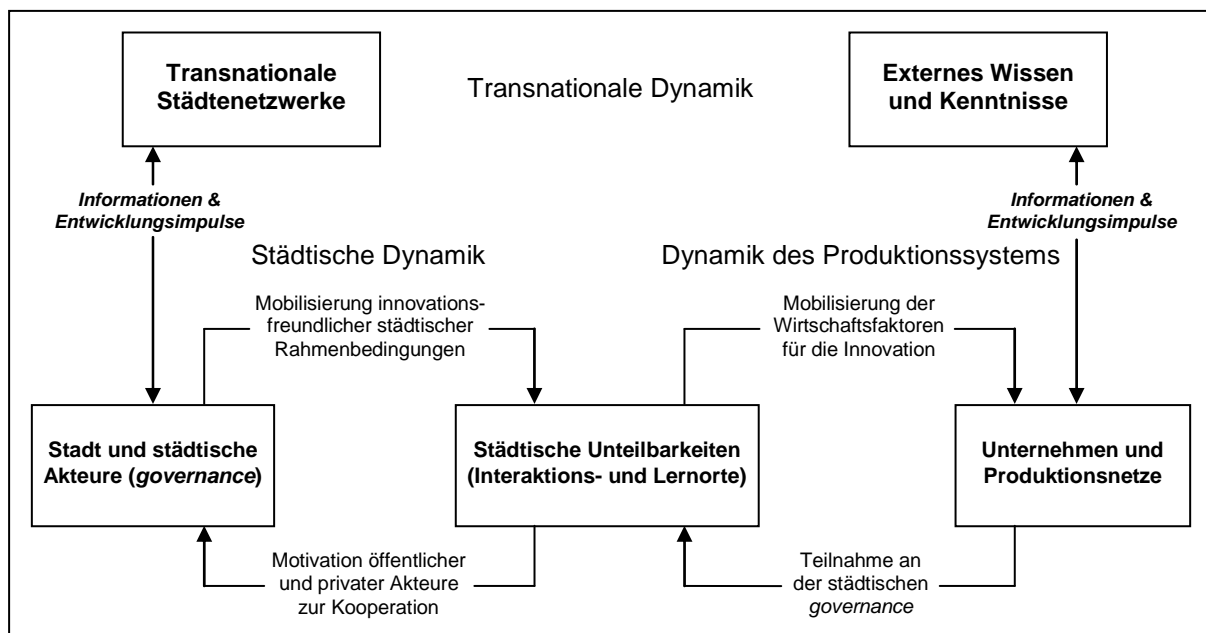 Transnationale
Städtenetzwerke
Transnationale Dynamik
Externes Wissen
und Kenntnisse
Informationen &
Entwicklungsimpulse
Informationen &
Entwicklungsimpulse
Städtische Dynamik
Dynamik des Produktionssystems
Mobilisierung innovations-
freundlicher städtischer
Rahmenbedingungen
Mobilisierung der
Wirtschaftsfaktoren
für die Innovation
Stadt und städtische
Akteure (governance)
Städtische Unteilbarkeiten
(Interaktions- und Lernorte)
Unternehmen und
Produktionsnetze
Motivation öffentlicher
und privater Akteure
zur Kooperation
Teilnahme an
der städtischen
governance